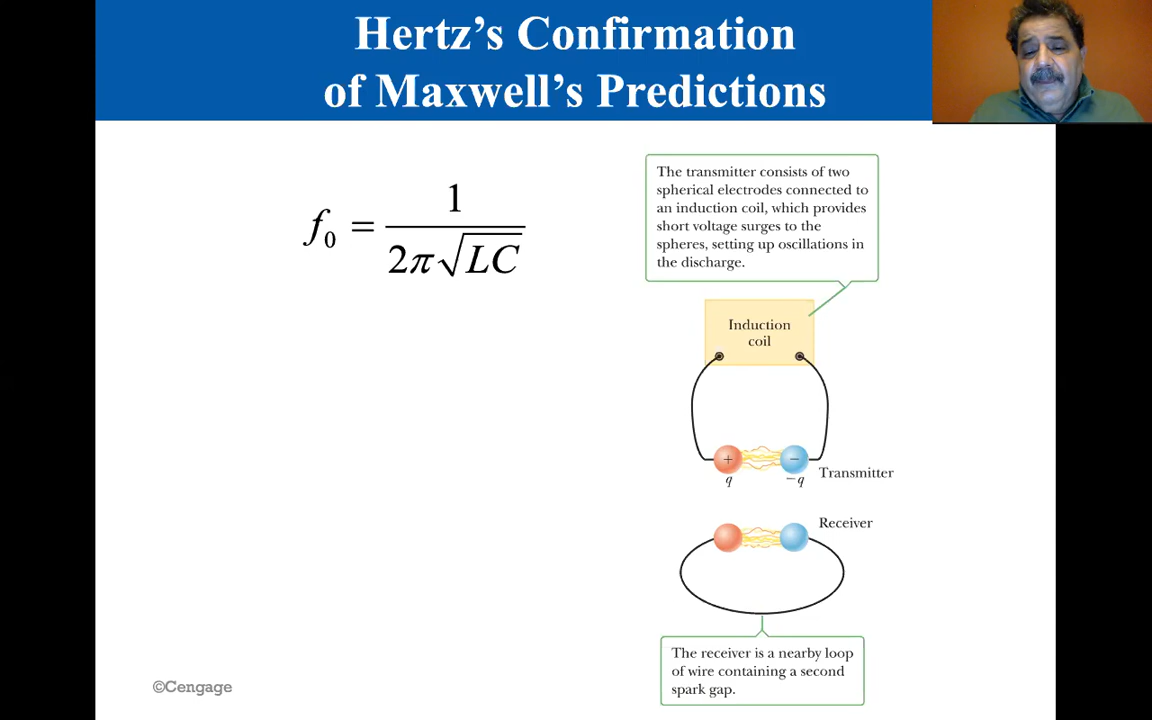 Hertz's Confirmation
of Maxwell's Predictions
f₀ = 1 / 2π√LC
The transmitter consists of two
spherical electrodes connected to
an induction coil, which provides
short voltage surges to the
spheres, setting up oscillations in
the discharge.
Induction
coil
+ −
q −q
Transmitter
Receiver
The receiver is a nearby loop
of wire containing a second
spark gap.
©Cengage